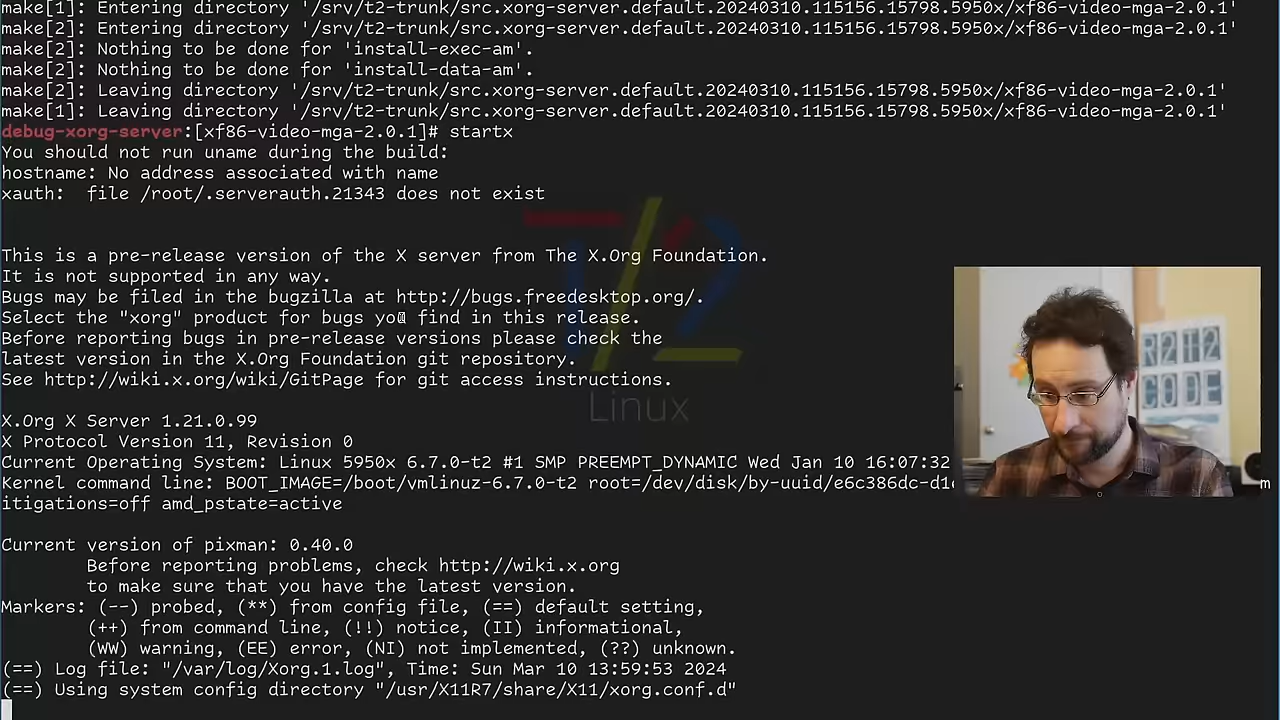 make[1]: Entering directory '/srv/t2-trunk/src.xorg-server.default.20240310.115156.15798.5950x/xf86-video-mga-2.0.1'
make[2]: Entering directory '/srv/t2-trunk/src.xorg-server.default.20240310.115156.15798.5950x/xf86-video-mga-2.0.1'
make[2]: Nothing to be done for 'install-exec-am'.
make[2]: Nothing to be done for 'install-data-am'.
make[2]: Leaving directory '/srv/t2-trunk/src.xorg-server.default.20240310.115156.15798.5950x/xf86-video-mga-2.0.1'
make[1]: Leaving directory '/srv/t2-trunk/src.xorg-server.default.20240310.115156.15798.5950x/xf86-video-mga-2.0.1'
debug-xorg-server:[xf86-video-mga-2.0.1]# startx
You should not run uname during the build:
hostname: No address associated with name
xauth:  file /root/.serverauth.21343 does not exist
This is a pre-release version of the X server from The X.Org Foundation.
It is not supported in any way.
Bugs may be filed in the bugzilla at http://bugs.freedesktop.org/.
Select the "xorg" product for bugs you find in this release.
Before reporting bugs in pre-release versions please check the
latest version in the X.Org Foundation git repository.
See http://wiki.x.org/wiki/GitPage for git access instructions.
T/2
Linux
X.Org X Server 1.21.0.99
X Protocol Version 11, Revision 0
Current Operating System: Linux 5950x 6.7.0-t2 #1 SMP PREEMPT_DYNAMIC Wed Jan 10 16:07:32
Kernel command line: BOOT_IMAGE=/boot/vmlinuz-6.7.0-t2 root=/dev/disk/by-uuid/e6c386dc-d1 m
itigations=off amd_pstate=active
Current version of pixman: 0.40.0
Before reporting problems, check http://wiki.x.org
to make sure that you have the latest version.
Markers: (--) probed, (**) from config file, (==) default setting,
(++) from command line, (!!) notice, (II) informational,
(WW) warning, (EE) error, (NI) not implemented, (??) unknown.
(==) Log file: "/var/log/Xorg.1.log", Time: Sun Mar 10 13:59:53 2024
(==) Using system config directory "/usr/X11R7/share/X11/xorg.conf.d"
CODE